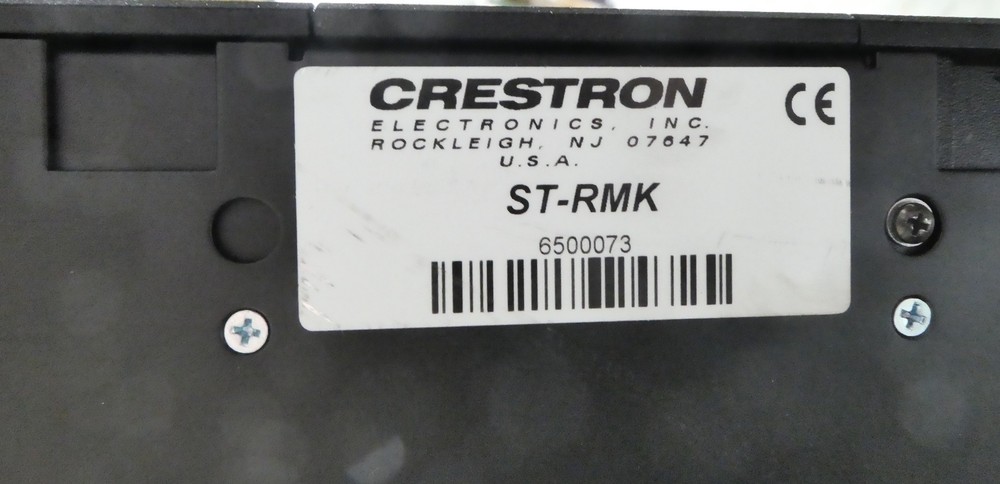 CRESTRON
ELECTRONICS, INC.
ROCKLEIGH, NJ 07647
U.S.A.
CE
ST-RMK
6500073